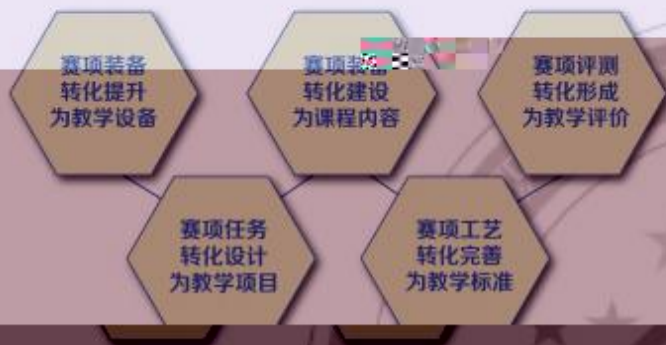 赛项装备
转化提升
为教学设备
赛项装备
转化建设
为课程内容
赛项评测
转化形成
为教学评价
赛项任务
转化设计
为教学项目
赛项工艺
转化完善
为教学标准